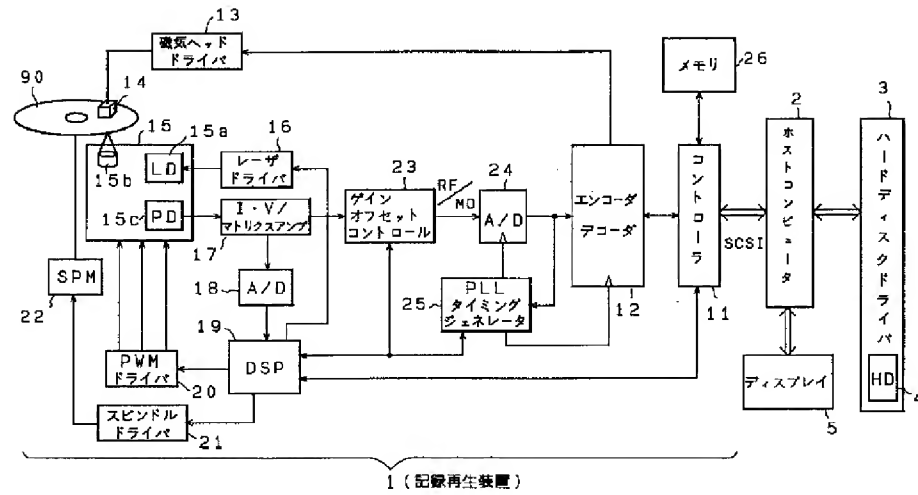 13
磁気ヘッド
ドライバ
90
14
15
15a
LD
15b
15c
PD
16
レーザ
ドライバ
I・V/
マトリクスアンプ
17
18
A/D
19
DSP
SPM
22
PWM
ドライバ
20
スピンドル
ドライバ
21
23
ゲイン
オフセット
コントロール
RF/MO
24
A/D
25
PLL
タイミング
ジェネレータ
エンコーダ
デコーダ
12
メモリ
26
コントローラ
11
SCSI
2
ホストコンピュータ
ディスプレイ
5
3
ハードディスクドライバ
HD
4
1(記録再生装置)